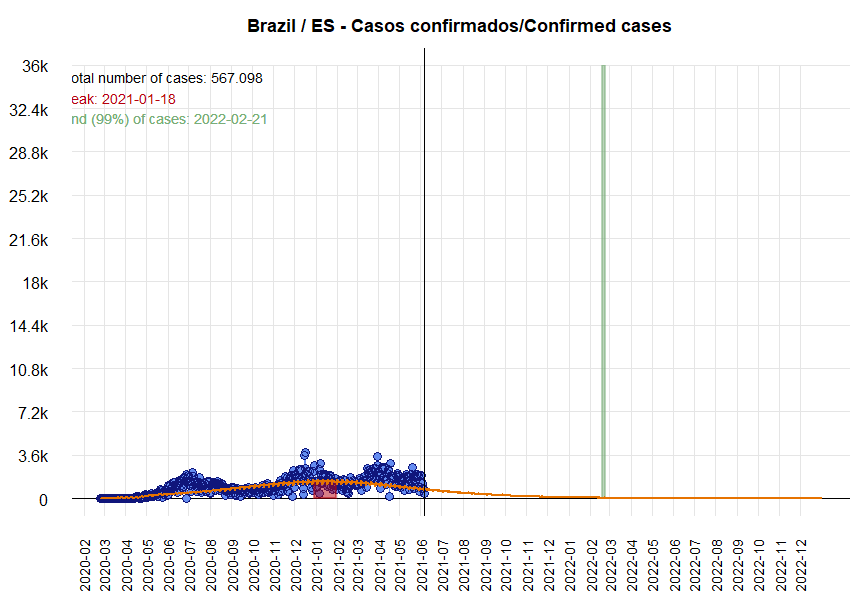 Brazil / ES - Casos confirmados/Confirmed cases
36k
otal number of cases: 567.098
eak: 2021-01-18
32.4k
nd (99%) of cases: 2022-02-21
28.8k
25.2k
21.6k
18k
14.4k
10.8k
7.2k
3.6k
0
2020-02
2020-03
2020-04
2020-05
2020-06
2020-07
2020-08
2020-09
2020-10
2020-11
2020-12
2021-01
2021-02
2021-03
2021-04
2021-05
2021-06
2021-07
2021-08
2021-09
2021-10
2021-11
2021-12
2022-01
2022-02
2022-03
2022-04
2022-05
2022-06
2022-07
2022-08
2022-09
2022-10
2022-11
2022-12